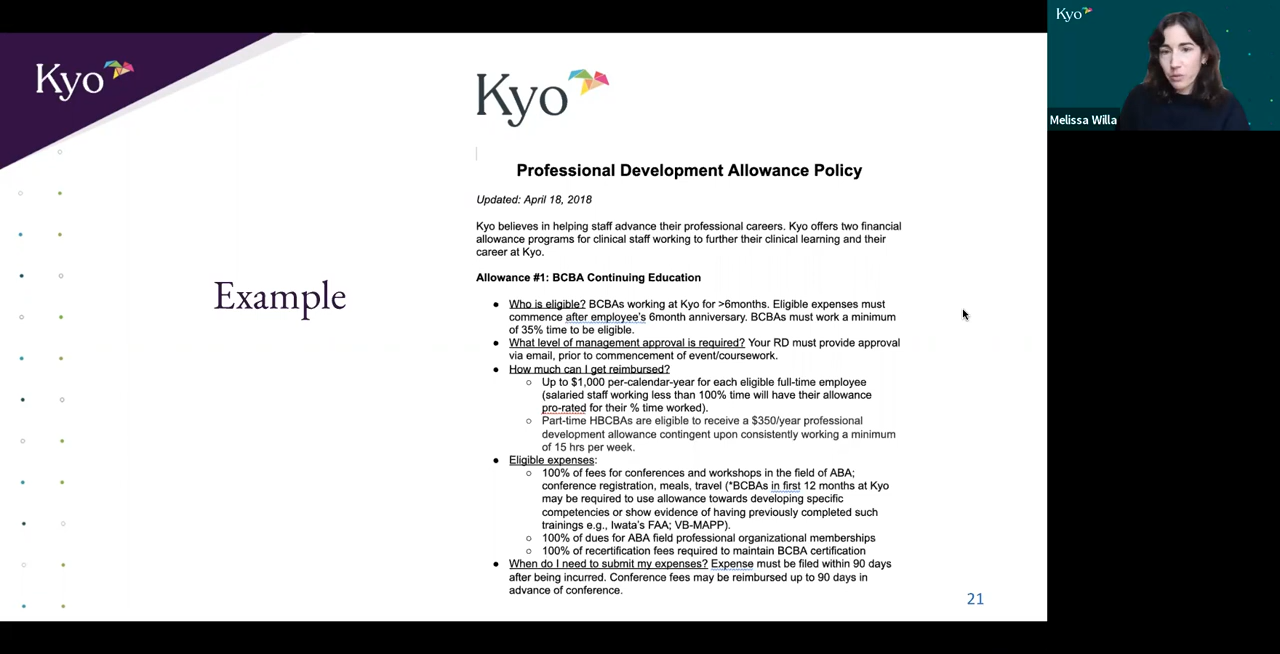 Kyo
Kyo
Professional Development Allowance Policy
Updated: April 18, 2018
Kyo believes in helping staff advance their professional careers. Kyo offers two financial
allowance programs for clinical staff working to further their clinical learning and their
career at Kyo.
Allowance #1: BCBA Continuing Education
● Who is eligible? BCBAs working at Kyo for >6months. Eligible expenses must
commence after employee's 6month anniversary. BCBAs must work a minimum
of 35% time to be eligible.
● What level of management approval is required? Your RD must provide approval
via email, prior to commencement of event/coursework.
● How much can I get reimbursed?
○ Up to $1,000 per-calendar-year for each eligible full-time employee
(salaried staff working less than 100% time will have their allowance
pro-rated for their % time worked).
○ Part-time HBCBAs are eligible to receive a $350/year professional
development allowance contingent upon consistently working a minimum
of 15 hrs per week.
● Eligible expenses:
○ 100% of fees for conferences and workshops in the field of ABA;
conference registration, meals, travel (*BCBAs in first 12 months at Kyo
may be required to use allowance towards developing specific
competencies or show evidence of having previously completed such
trainings e.g., Iwata's FAA; VB-MAPP).
○ 100% of dues for ABA field professional organizational memberships
○ 100% of recertification fees required to maintain BCBA certification
● When do I need to submit my expenses? Expense must be filed within 90 days
after being incurred. Conference fees may be reimbursed up to 90 days in
advance of conference.
Example
21
Kyo
Melissa Willa